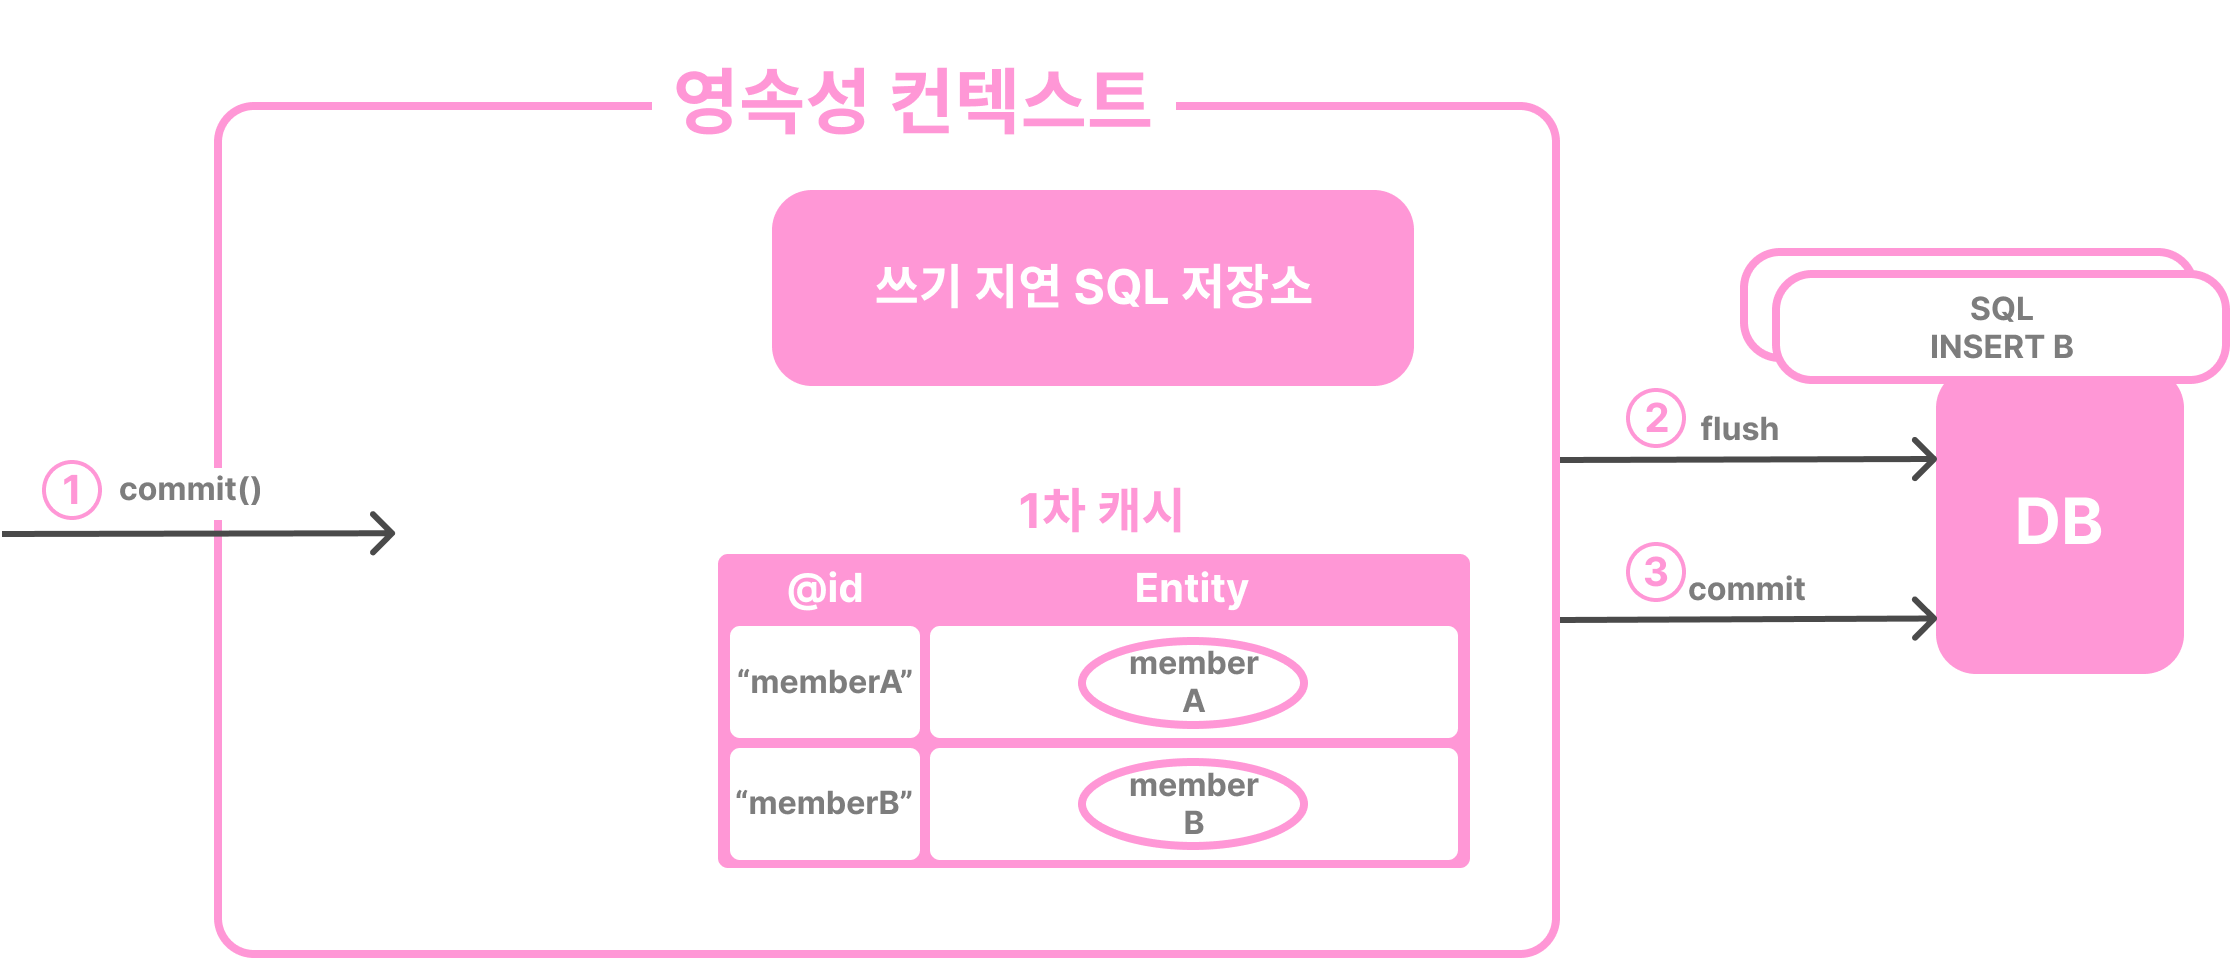 영속성 컨텍스트
쓰기 지연 SQL 저장소
SQL
INSERT B
1
commit()
2
flush
DB
3
commit
1차 캐시
@id
Entity
“memberA”
member
A
“memberB”
member
B